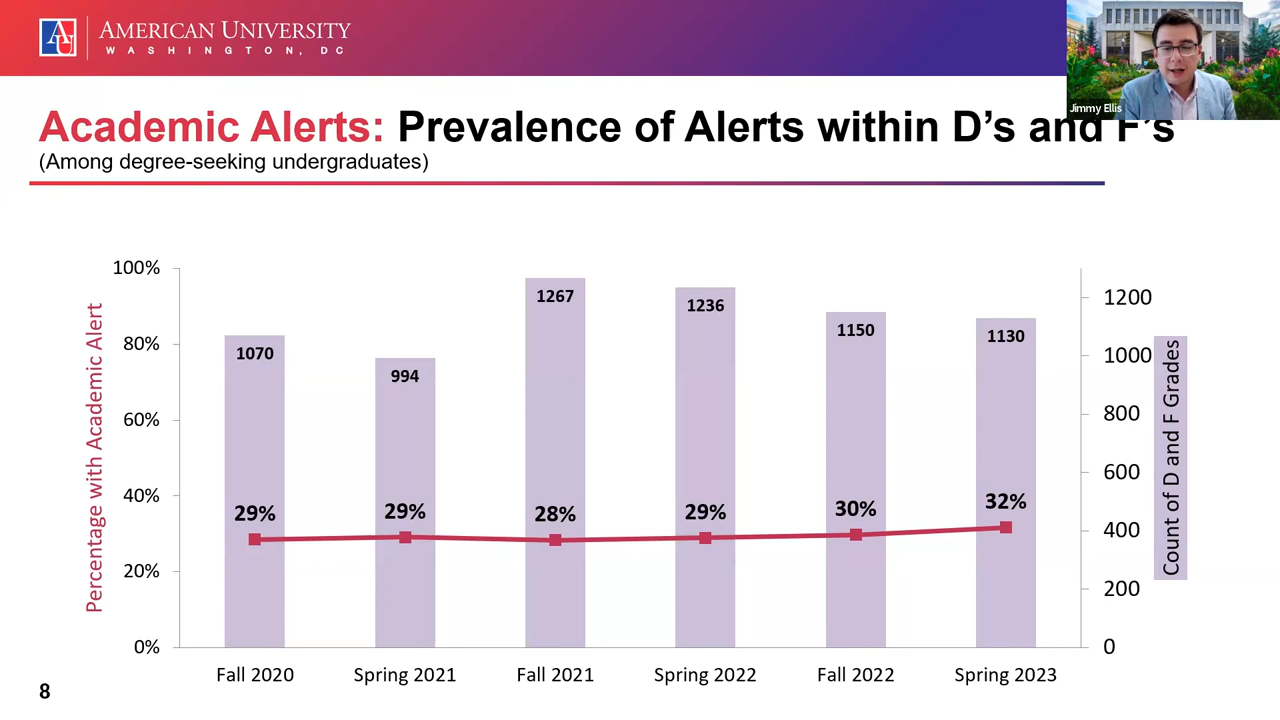 AMERICAN UNIVERSITY
WASHINGTON, DC
Jimmy Ellis
Academic Alerts: Prevalence of Alerts within D's and F's
(Among degree-seeking undergraduates)
Percentage with Academic Alert
100%
80%
60%
40%
20%
0%
1070
994
1267
1236
1150
1130
29%
29%
28%
29%
30%
32%
1200
1000
800
600
400
200
0
Count of D and F Grades
Fall 2020
Spring 2021
Fall 2021
Spring 2022
Fall 2022
Spring 2023
8